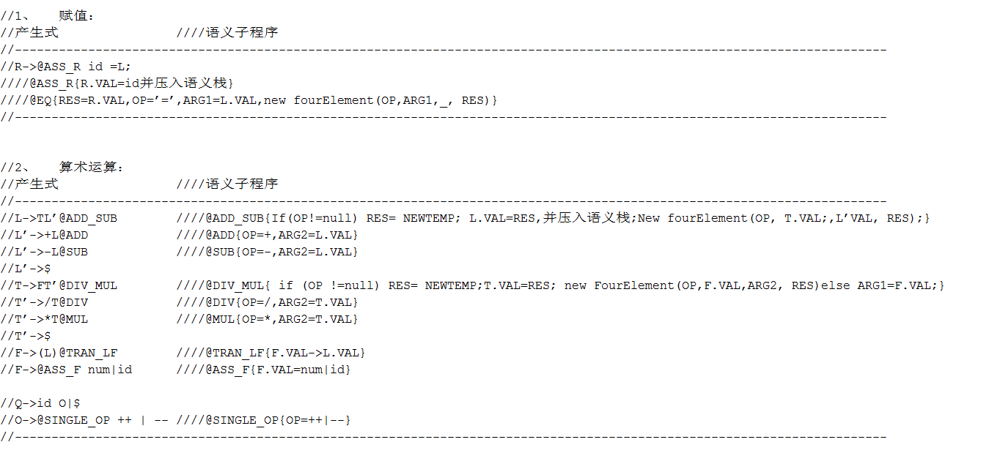 //1、   赋值:
//产生式                ////语义子程序
//-----------------------------------------------------------------------------------------------------------------------
//R->@ASS_R id =L;
////@ASS_R{R.VAL=id并压入语义栈}
////@EQ{RES=R.VAL,OP=’=’,ARG1=L.VAL,new fourElement(OP,ARG1,_, RES)}
//-----------------------------------------------------------------------------------------------------------------------
//2、   算术运算:
//产生式                ////语义子程序
//-----------------------------------------------------------------------------------------------------------------------
//L->TL’@ADD_SUB        ////@ADD_SUB{If(OP!=null) RES= NEWTEMP; L.VAL=RES,并压入语义栈;New fourElement(OP, T.VAL;,L’VAL, RES);}
//L’->+L@ADD            ////@ADD{OP=+,ARG2=L.VAL}
//L’->-L@SUB            ////@SUB{OP=-,ARG2=L.VAL}
//L’->$
//T->FT’@DIV_MUL        ////@DIV_MUL{ if (OP !=null) RES= NEWTEMP;T.VAL=RES; new FourElement(OP,F.VAL,ARG2, RES)else ARG1=F.VAL;}
//T’->/T@DIV            ////@DIV{OP=/,ARG2=T.VAL}
//T’->*T@MUL            ////@MUL{OP=*,ARG2=T.VAL}
//T’->$
//F->(L)@TRAN_LF        ////@TRAN_LF{F.VAL->L.VAL}
//F->@ASS_F num|id      ////@ASS_F{F.VAL=num|id}
//Q->id O|$
//O->@SINGLE_OP ++ | -- ////@SINGLE_OP{OP=++|--}
//-----------------------------------------------------------------------------------------------------------------------